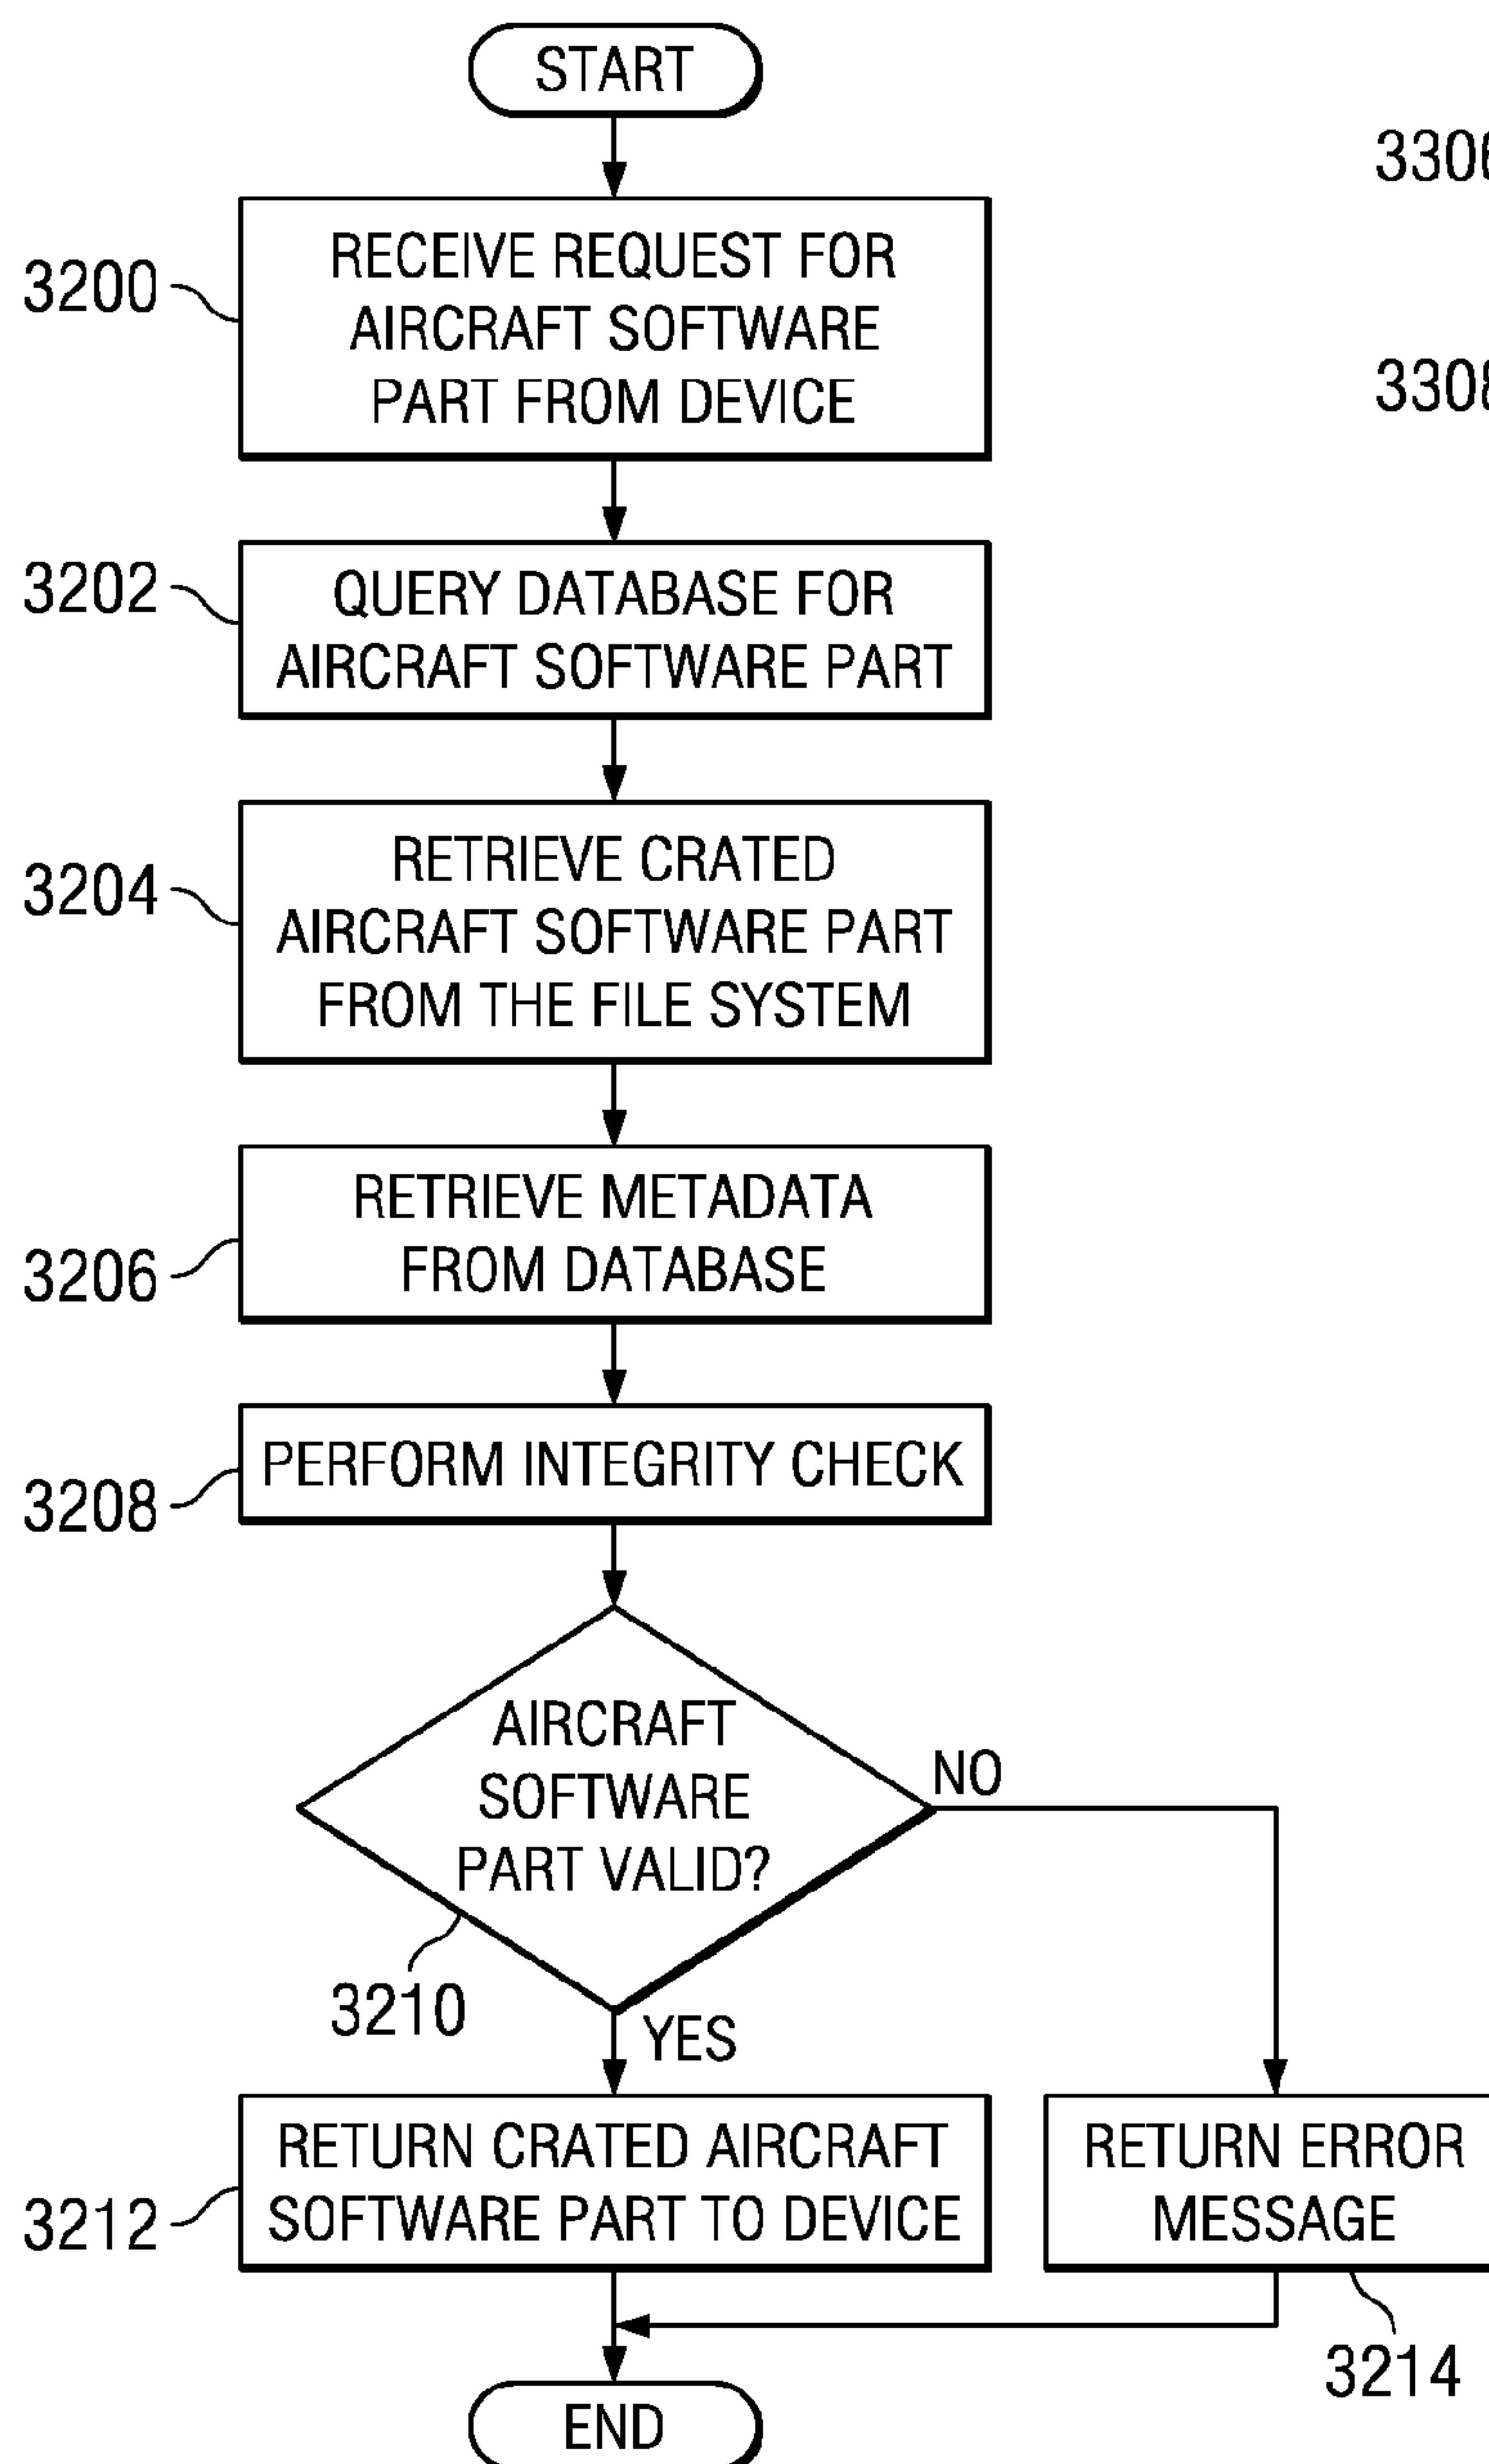 START
3200
RECEIVE REQUEST FOR
AIRCRAFT SOFTWARE
PART FROM DEVICE
3202
QUERY DATABASE FOR
AIRCRAFT SOFTWARE PART
3204
RETRIEVE CRATED
AIRCRAFT SOFTWARE PART
FROM THE FILE SYSTEM
3206
RETRIEVE METADATA
FROM DATABASE
3208
PERFORM INTEGRITY CHECK
AIRCRAFT
SOFTWARE
PART VALID?
NO
3210
YES
3212
RETURN CRATED AIRCRAFT
SOFTWARE PART TO DEVICE
RETURN ERROR
MESSAGE
3214
END